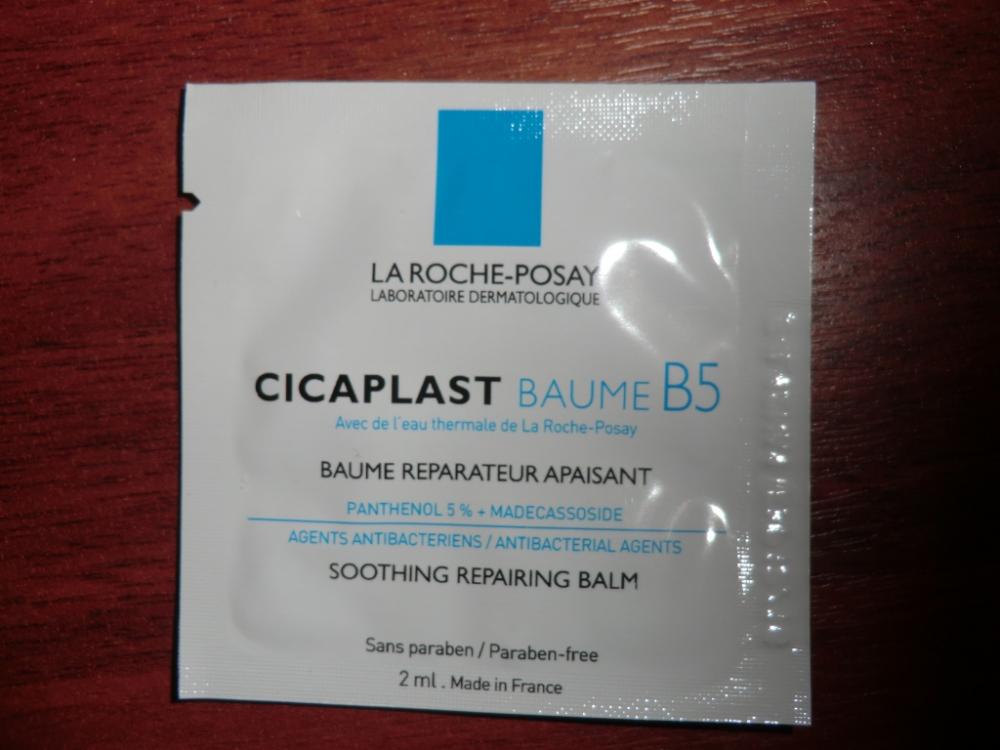 LA ROCHE-POSAY
LABORATOIRE DERMATOLOGIQUE
CICAPLAST BAUME B5
Avec de l'eau thermale de La Roche-Posay
BAUME REPARATEUR APAISANT
PANTHENOL 5 % + MADECASSOSIDE
AGENTS ANTIBACTERIENS / ANTIBACTERIAL AGENTS
SOOTHING REPAIRING BALM
Sans paraben / Paraben-free
2 ml . Made in France